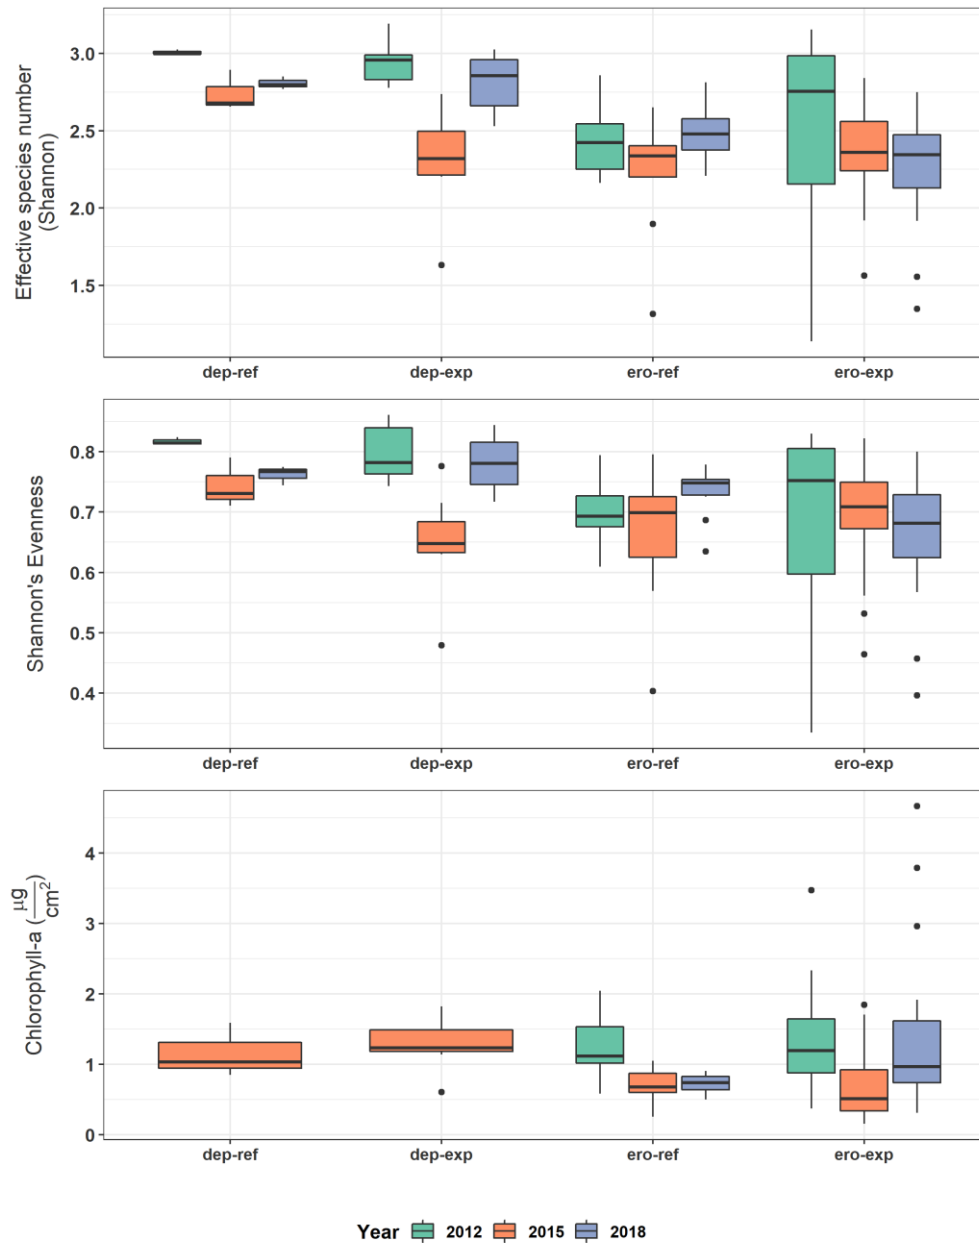 Effective species number
(Shannon)
3.0
2.5
2.0
1.5
dep-ref dep-exp ero-ref ero-exp
Shannon's Evenness
0.8
0.7
0.6
0.5
0.4
dep-ref dep-exp ero-ref ero-exp
Chlorophyll-a (μg/cm²)
4
3
2
1
0
dep-ref dep-exp ero-ref ero-exp
Year 2012 2015 2018